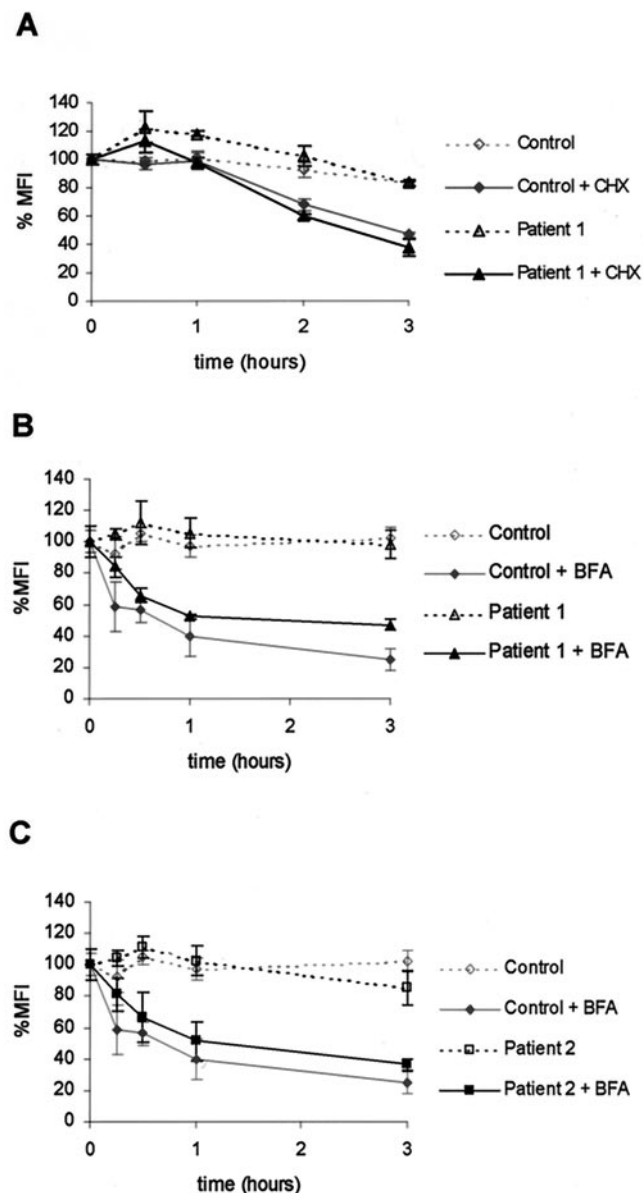 A
140
120
100
80
60
40
20
0
% MFI
0 1 2 3
time (hours)
Control
Control + CHX
Patient 1
Patient 1 + CHX
B
140
120
100
80
60
40
20
0
%MFI
0 1 2 3
time (hours)
Control
Control + BFA
Patient 1
Patient 1 + BFA
C
140
120
100
80
60
40
20
0
%MFI
0 1 2 3
time (hours)
Control
Control + BFA
Patient 2
Patient 2 + BFA